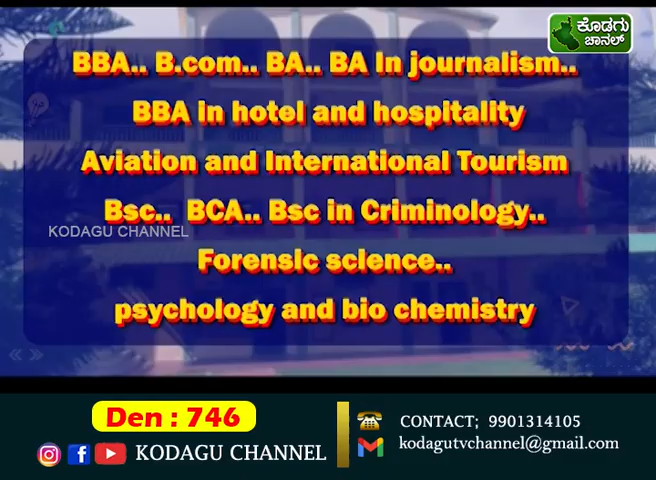 ಕೊಡಗು
ಚಾನಲ್
BBA.. B.com.. BA.. BA In journalism..
BBA in hotel and hospitality
Aviation and International Tourism
Bsc.. BCA.. Bsc in Criminology..
KODAGU CHANNEL
Forensic science..
psychology and bio chemistry
Den : 746
CONTACT; 9901314105
KODAGU CHANNEL
kodagutvchannel@gmail.com